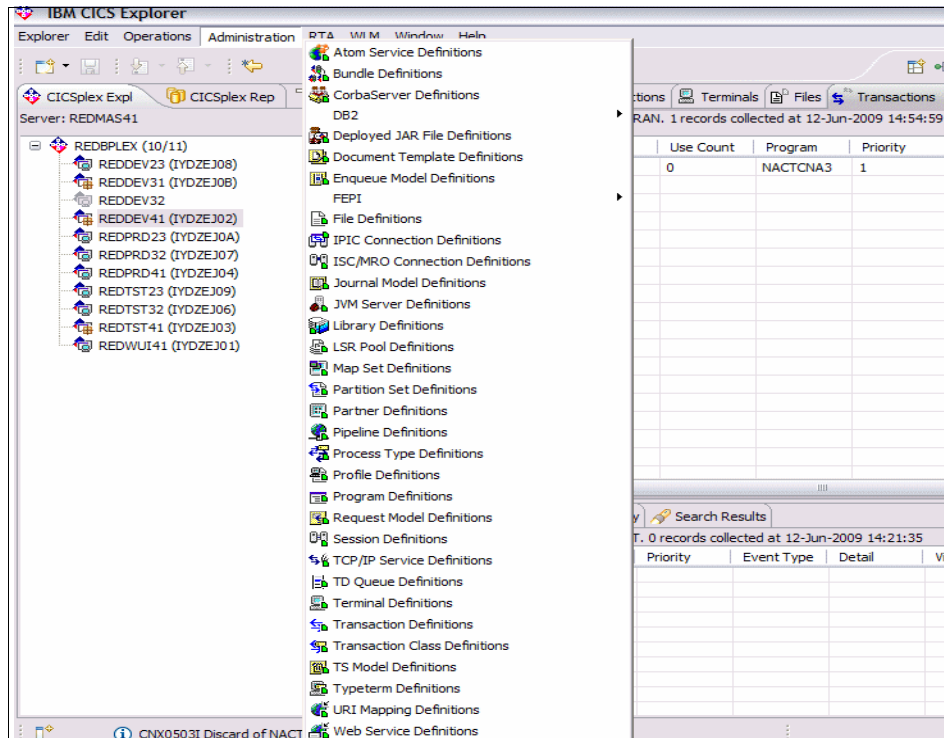 IBM CICS Explorer
Explorer Edit Operations Administration RTA WLM Window Help
CICSplex Expl
CICSplex Rep
Server: REDMAS41
REDBPLEX (10/11)
REDDEV23 (IYDZEJ08)
REDDEV31 (IYDZEJ0B)
REDDEV32
REDDEV41 (IYDZEJ02)
REDPRD23 (IYDZEJ0A)
REDPRD32 (IYDZEJ07)
REDPRD41 (IYDZEJ04)
REDTST23 (IYDZEJ09)
REDTST32 (IYDZEJ06)
REDTST41 (IYDZEJ03)
REDWUI41 (IYDZEJ01)
Atom Service Definitions
Bundle Definitions
CorbaServer Definitions
DB2
Deployed JAR File Definitions
Document Template Definitions
Enqueue Model Definitions
FEPI
File Definitions
IPIC Connection Definitions
ISC/MRO Connection Definitions
Journal Model Definitions
JVM Server Definitions
Library Definitions
LSR Pool Definitions
Map Set Definitions
Partition Set Definitions
Partner Definitions
Pipeline Definitions
Process Type Definitions
Profile Definitions
Program Definitions
Request Model Definitions
Session Definitions
TCP/IP Service Definitions
TD Queue Definitions
Terminal Definitions
Transaction Definitions
Transaction Class Definitions
TS Model Definitions
Typeterm Definitions
URI Mapping Definitions
Web Service Definitions
ctions Terminals Files Transactions
RAN. 1 records collected at 12-Jun-2009 14:54:59
Use Count Program Priority
0 NACTCNA3 1
y Search Results
T. 0 records collected at 12-Jun-2009 14:21:35
Priority Event Type Detail Vi
CNX0503I Discard of NACT